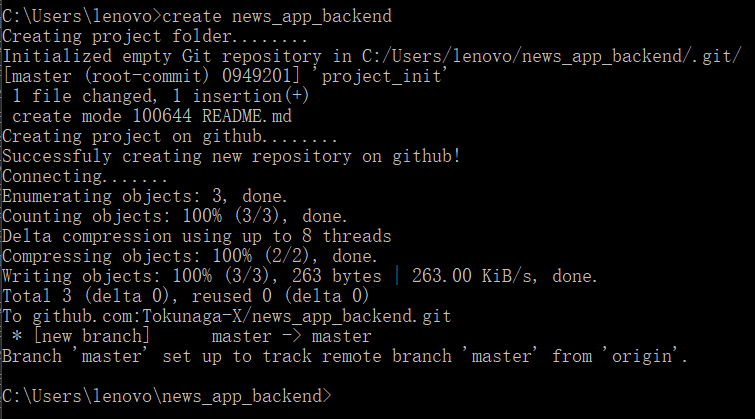 C:\Users\lenovo>create news_app_backend
Creating project folder........
Initialized empty Git repository in C:/Users/lenovo/news_app_backend/.git/
[master (root-commit) 0949201] 'project_init'
 1 file changed, 1 insertion(+)
 create mode 100644 README.md
Creating project on github........
Successfuly creating new repository on github!
Connecting.......
Enumerating objects: 3, done.
Counting objects: 100% (3/3), done.
Delta compression using up to 8 threads
Compressing objects: 100% (2/2), done.
Writing objects: 100% (3/3), 263 bytes | 263.00 KiB/s, done.
Total 3 (delta 0), reused 0 (delta 0)
To github.com:Tokunaga-X/news_app_backend.git
 * [new branch]      master -> master
Branch 'master' set up to track remote branch 'master' from 'origin'.
C:\Users\lenovo\news_app_backend>